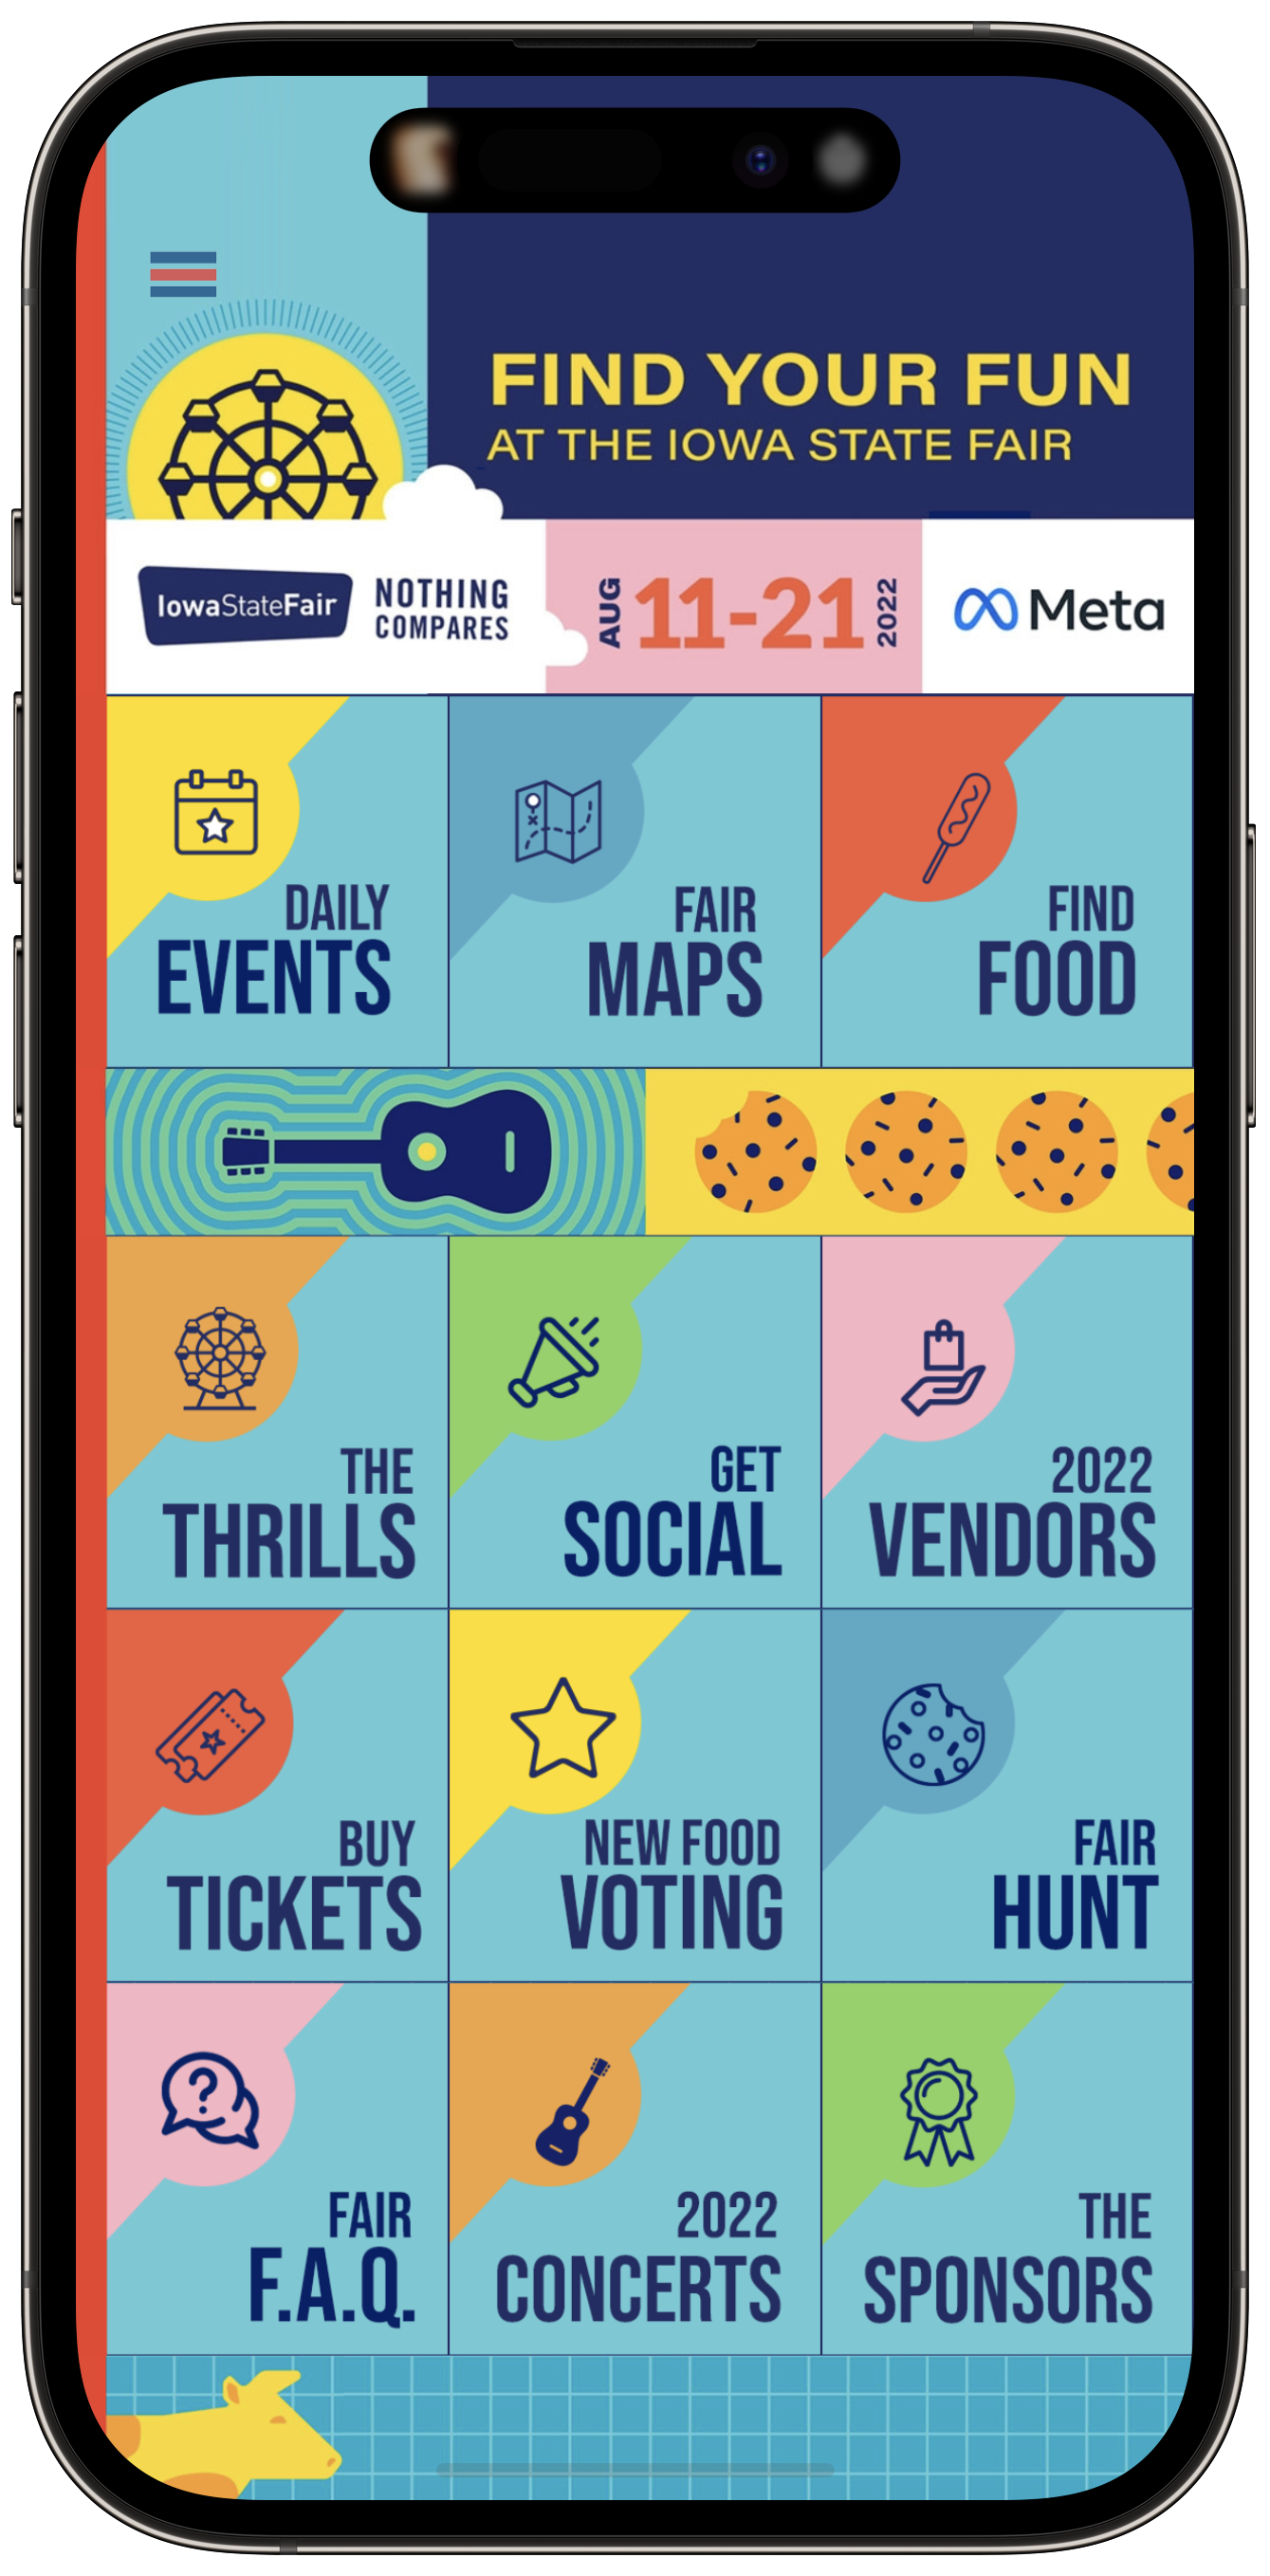 FIND YOUR FUN
AT THE IOWA STATE FAIR
IowaStateFair
NOTHING
COMPARES
AUG
11-21
2022
Meta
DAILY
EVENTS
FAIR
MAPS
FIND
FOOD
THE
THRILLS
GET
SOCIAL
2022
VENDORS
BUY
TICKETS
NEW FOOD
VOTING
FAIR
HUNT
?
FAIR
F.A.Q.
2022
CONCERTS
THE
SPONSORS